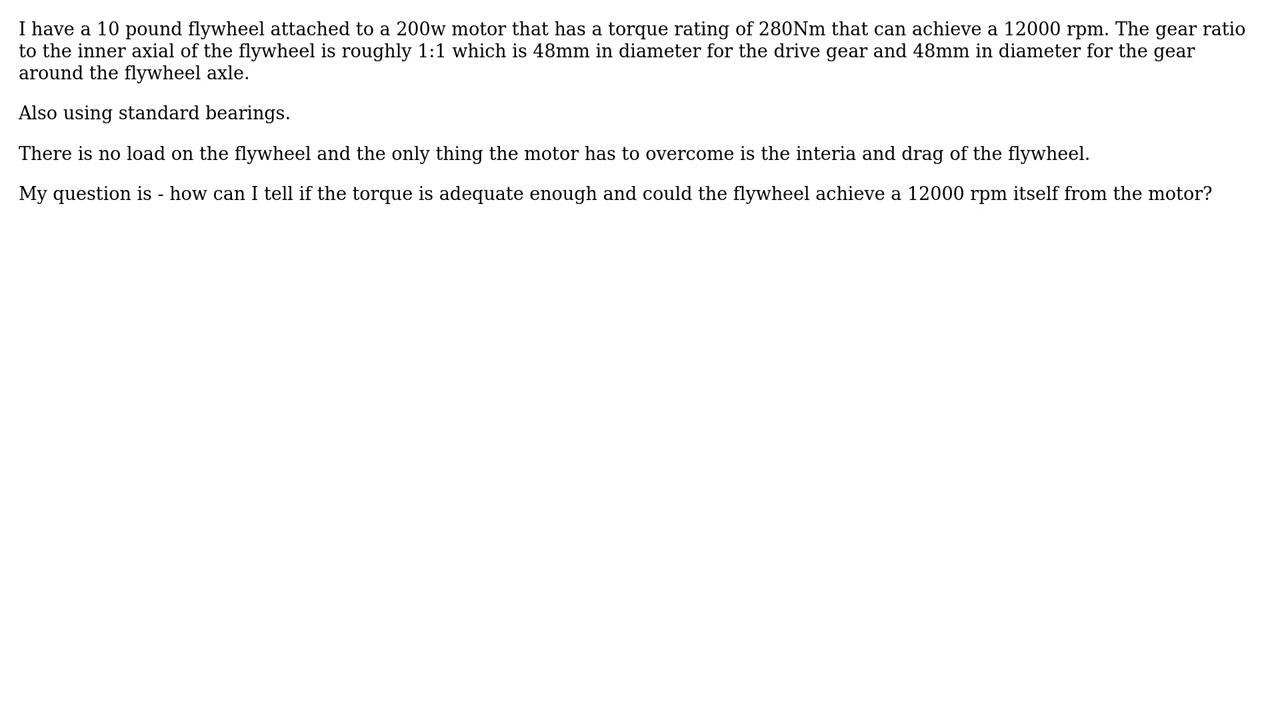 I have a 10 pound flywheel attached to a 200w motor that has a torque rating of 280Nm that can achieve a 12000 rpm. The gear ratio
to the inner axial of the flywheel is roughly 1:1 which is 48mm in diameter for the drive gear and 48mm in diameter for the gear
around the flywheel axle.
Also using standard bearings.
There is no load on the flywheel and the only thing the motor has to overcome is the interia and drag of the flywheel.
My question is - how can I tell if the torque is adequate enough and could the flywheel achieve a 12000 rpm itself from the motor?